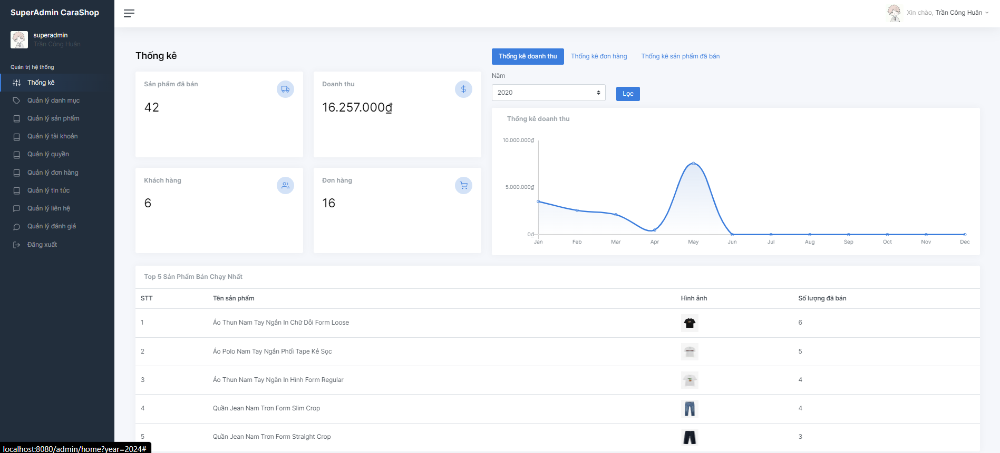 SuperAdmin CaraShop
superadmin
Trần Công Huân
Quản trị hệ thống
Thống kê
Quản lý danh mục
Quản lý sản phẩm
Quản lý tài khoản
Quản lý quyền
Quản lý đơn hàng
Quản lý tin tức
Quản lý liên hệ
Quản lý đánh giá
Đăng xuất
Xin chào, Trần Công Huân
Thống kê
Sản phẩm đã bán
42
Doanh thu
16.257.000₫
Khách hàng
6
Đơn hàng
16
Thống kê doanh thu Thống kê đơn hàng Thống kê sản phẩm đã bán
Năm
2020 Lọc
Thống kê doanh thu
10.000.000₫
5.000.000₫
0₫
Jan Feb Mar Apr May Jun Jul Aug Sep Oct Nov Dec
Top 5 Sản Phẩm Bán Chạy Nhất
STT Tên sản phẩm Hình ảnh Số lượng đã bán
1 Áo Thun Nam Tay Ngắn In Chữ Dỗi Form Loose 6
2 Áo Polo Nam Tay Ngắn Phối Tape Kẻ Sọc 5
3 Áo Thun Nam Tay Ngắn In Hình Form Regular 4
4 Quần Jean Nam Trơn Form Slim Crop 4
5 Quần Jean Nam Trơn Form Straight Crop 3
localhost:8080/admin/home?year=2024#